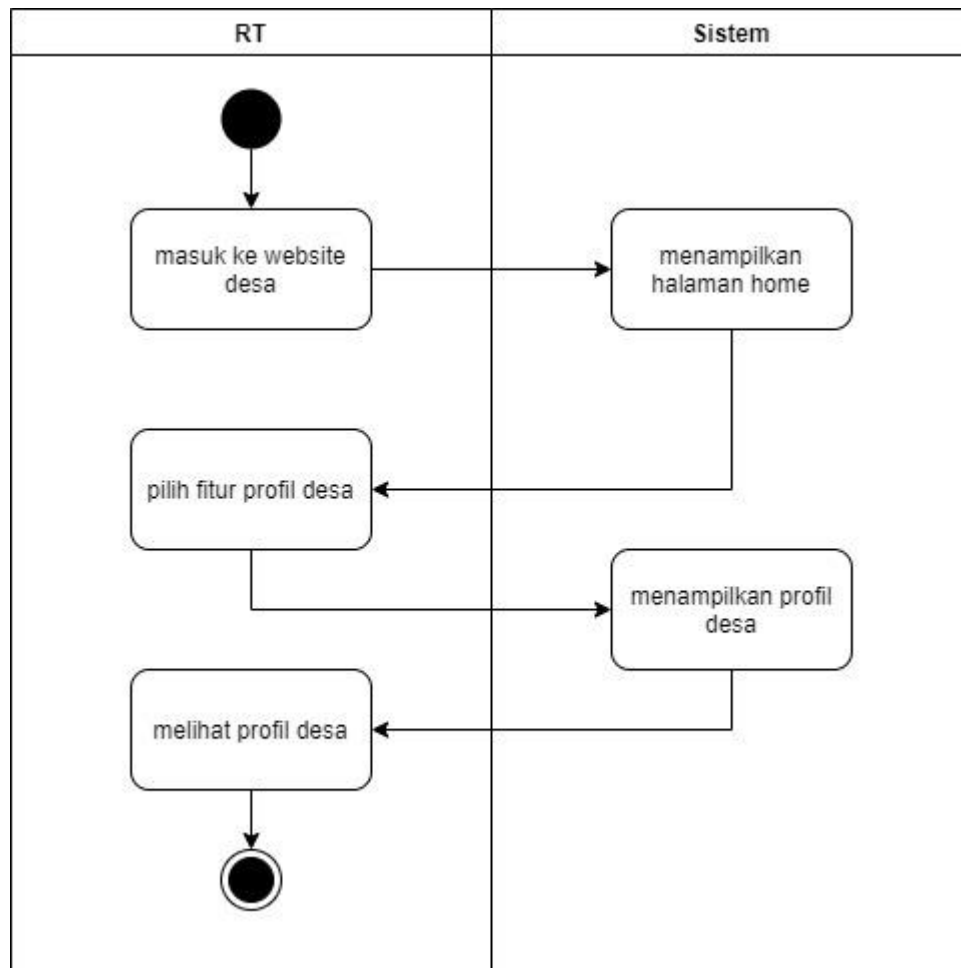 RT
Sistem
masuk ke website
desa
menampilkan
halaman home
pilih fitur profil desa
menampilkan profil
desa
melihat profil desa